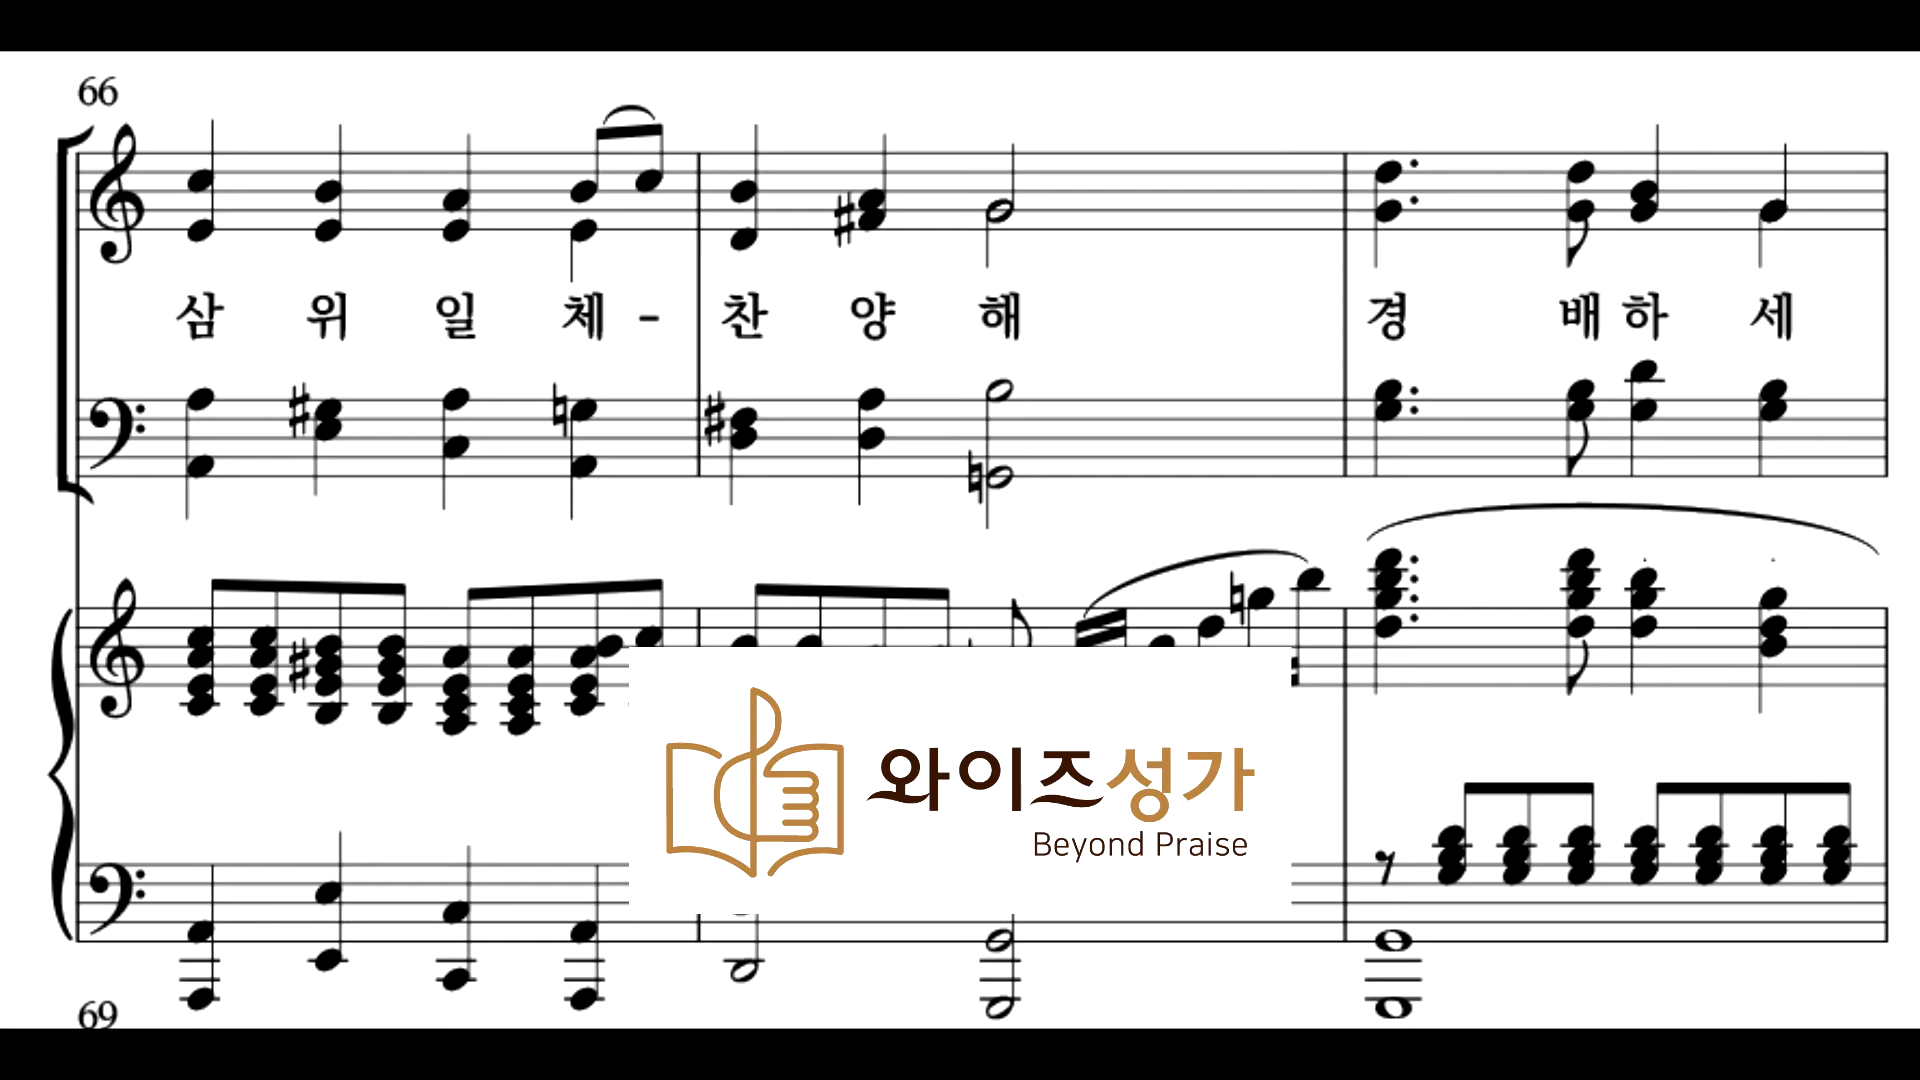 66
삼 위 일 체 - 찬 양 해 경 배 하 세
와이즈성가
Beyond Praise
69